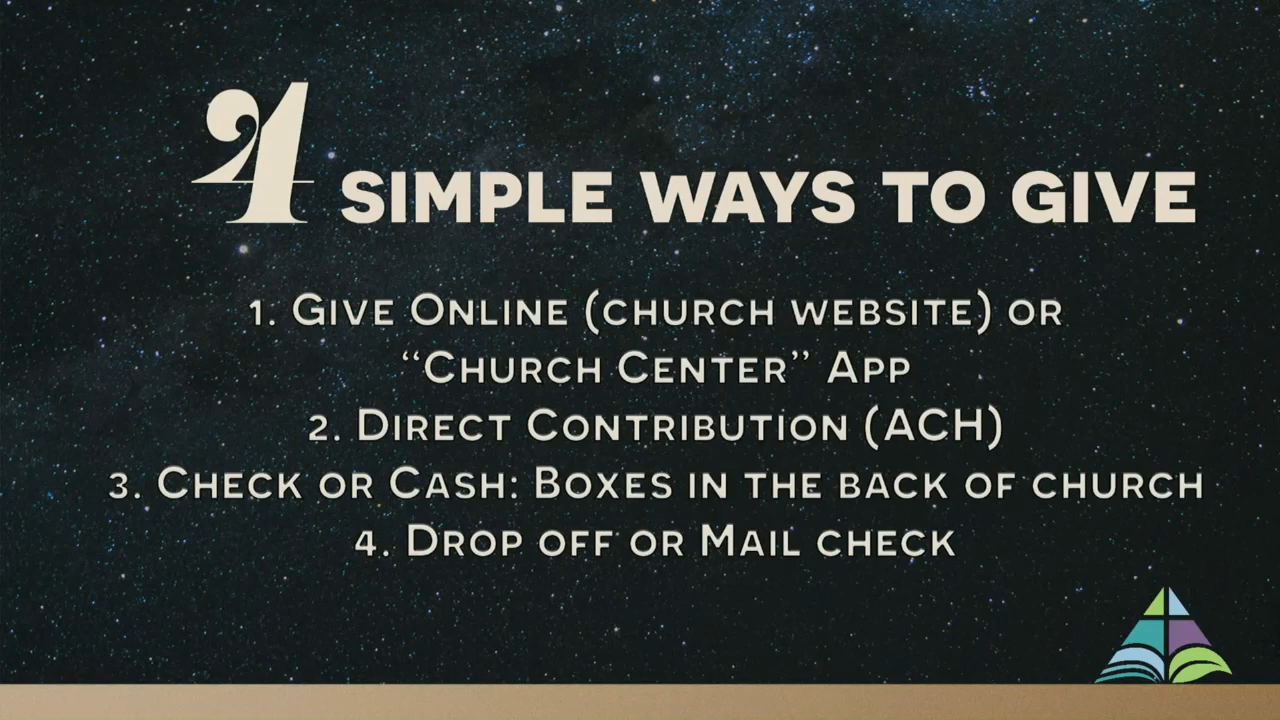 4 SIMPLE WAYS TO GIVE
1. GIVE ONLINE (CHURCH WEBSITE) OR
“CHURCH CENTER” APP
2. DIRECT CONTRIBUTION (ACH)
3. CHECK OR CASH: BOXES IN THE BACK OF CHURCH
4. DROP OFF OR MAIL CHECK